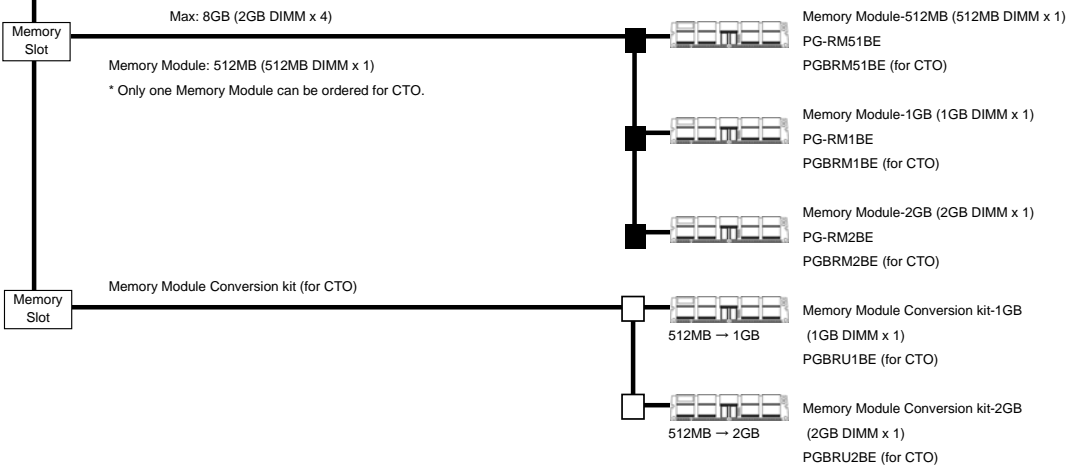 Max: 8GB (2GB DIMM x 4)
Memory
Slot
Memory Module: 512MB (512MB DIMM x 1)
* Only one Memory Module can be ordered for CTO.
Memory Module-512MB (512MB DIMM x 1)
PG-RM51BE
PGBRM51BE (for CTO)
Memory Module-1GB (1GB DIMM x 1)
PG-RM1BE
PGBRM1BE (for CTO)
Memory Module-2GB (2GB DIMM x 1)
PG-RM2BE
PGBRM2BE (for CTO)
Memory
Slot
Memory Module Conversion kit (for CTO)
512MB → 1GB
Memory Module Conversion kit-1GB
(1GB DIMM x 1)
PGBRU1BE (for CTO)
512MB → 2GB
Memory Module Conversion kit-2GB
(2GB DIMM x 1)
PGBRU2BE (for CTO)